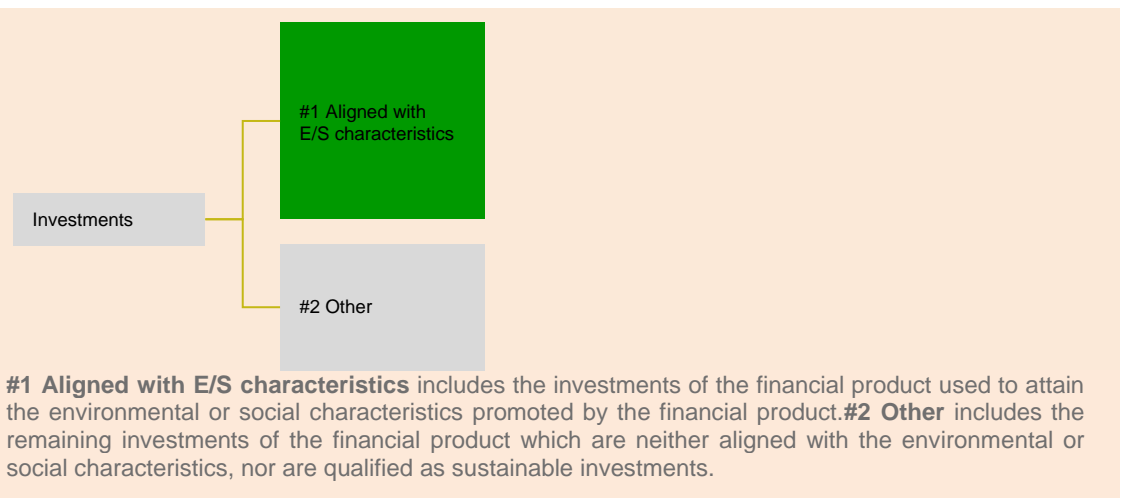 #1 Aligned with
E/S characteristics
Investments
#2 Other
#1 Aligned with E/S characteristics includes the investments of the financial product used to attain
the environmental or social characteristics promoted by the financial product.#2 Other includes the
remaining investments of the financial product which are neither aligned with the environmental or
social characteristics, nor are qualified as sustainable investments.